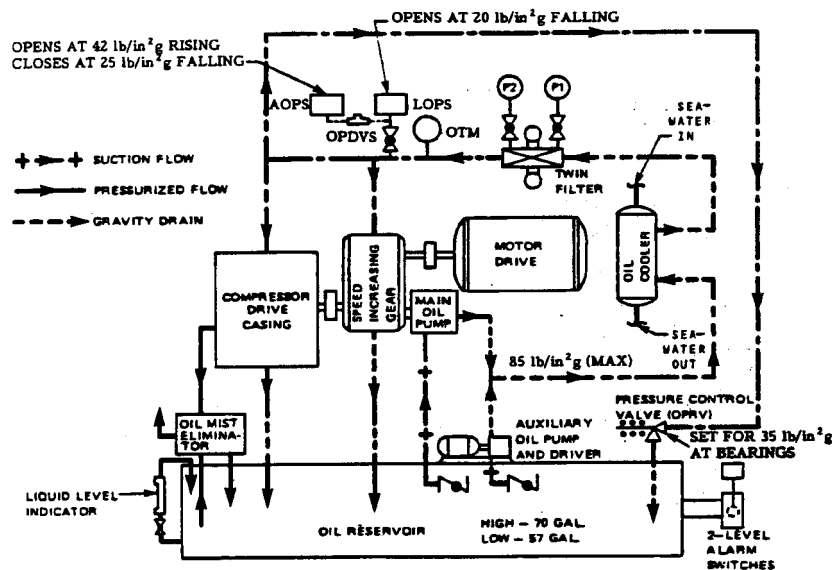 OPENS AT 20 lb/in²g FALLING
OPENS AT 42 lb/in²g RISING
CLOSES AT 25 lb/in²g FALLING
AOPS
LOPS
OPDVS
OTM
P2
P1
SEA-
WATER
IN
TWIN
FILTER
SUCTION FLOW
PRESSURIZED FLOW
GRAVITY DRAIN
COMPRESSOR
DRIVE
CASING
SPEED
INCREASING
GEAR
MOTOR
DRIVE
OIL
COOLER
MAIN
OIL
PUMP
SEA-
WATER
OUT
85 lb/in²g (MAX)
PRESSURE CONTROL
VALVE (OPRV)
SET FOR 35 lb/in²g
AT BEARINGS
OIL MIST
ELIMINA-
TOR
AUXILIARY
OIL PUMP
AND DRIVER
LIQUID LEVEL
INDICATOR
OIL RESERVOIR
HIGH – 70 GAL.
LOW – 57 GAL.
2-LEVEL
ALARM
SWITCHES